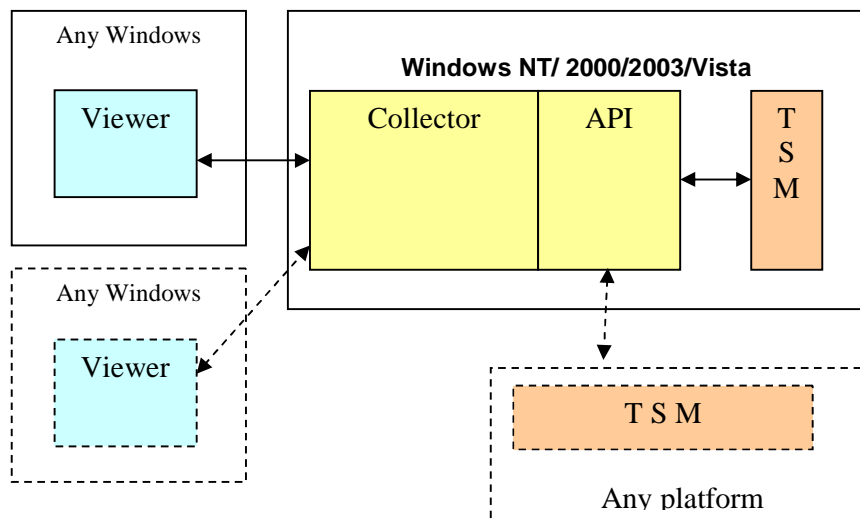 Any Windows
Viewer
Windows NT/ 2000/2003/Vista
Collector
API
T
S
M
Any Windows
Viewer
T S M
Any platform